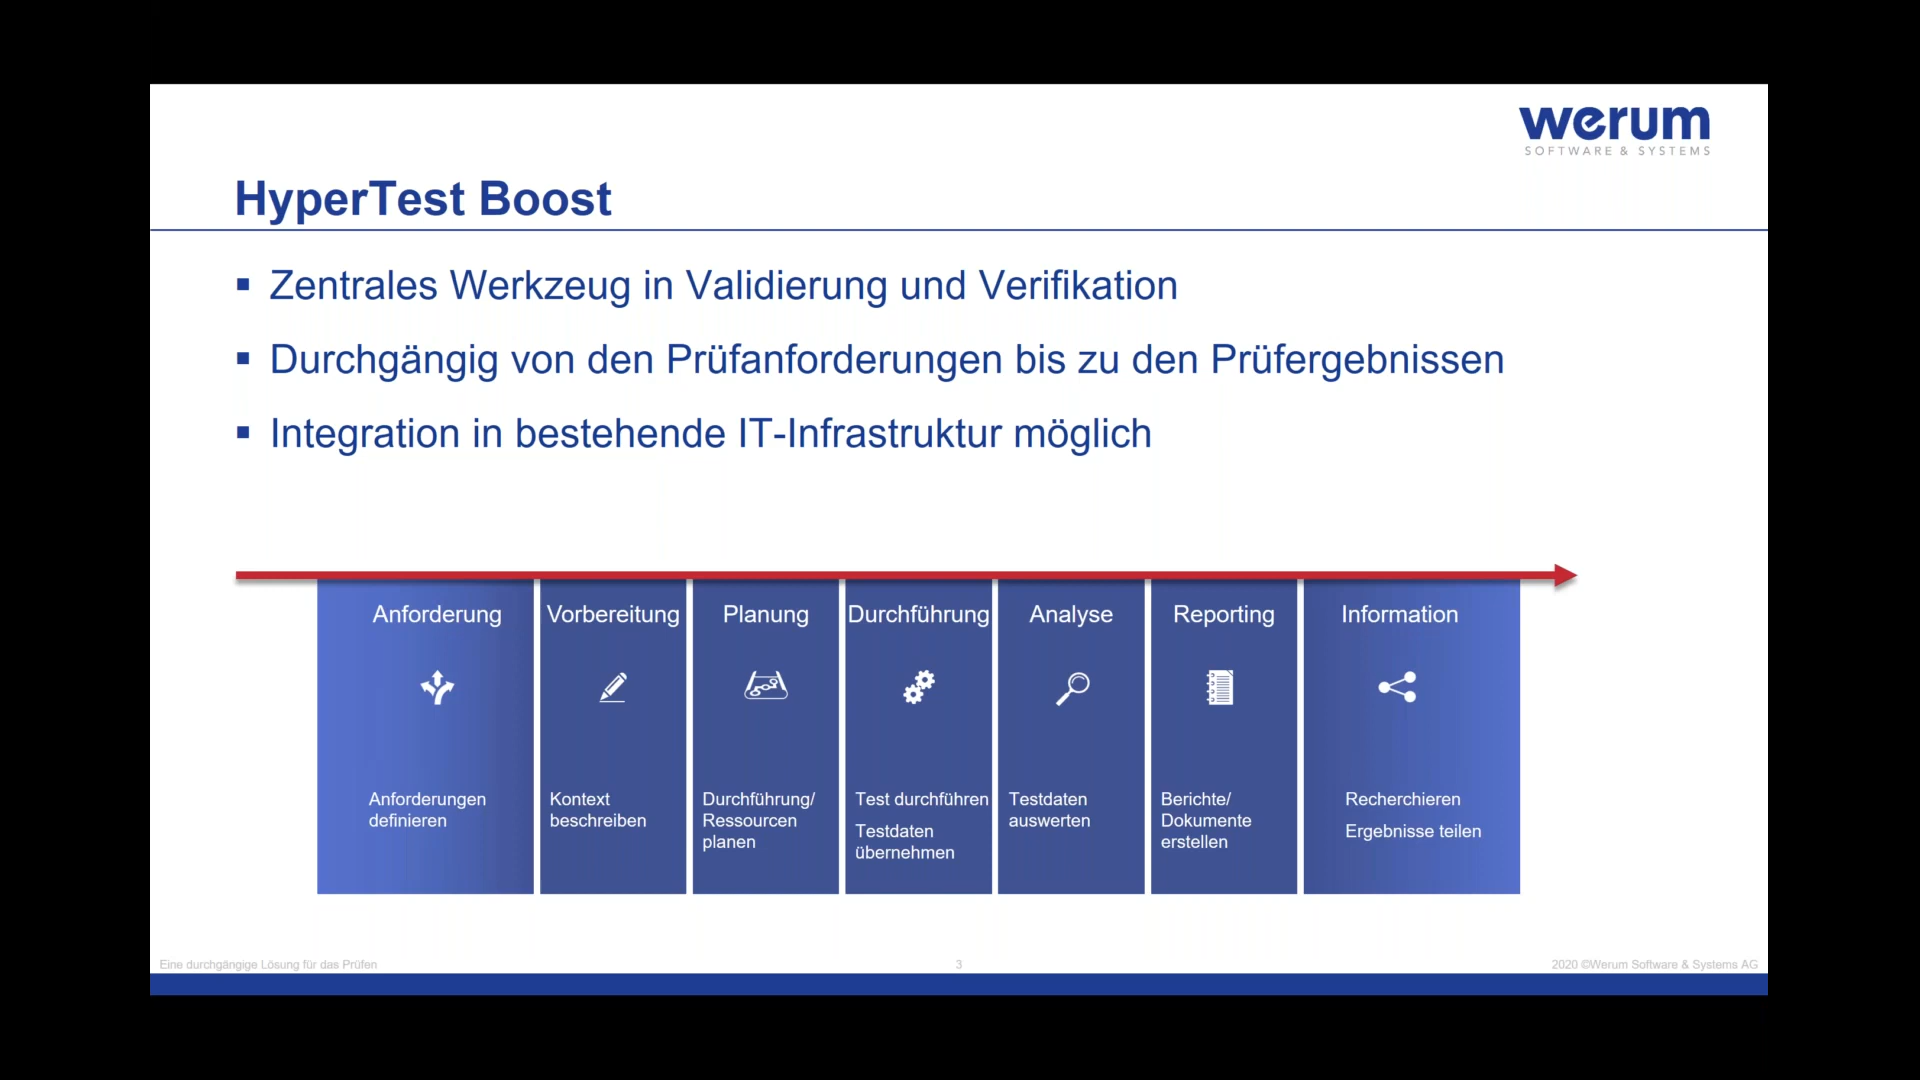 werum
SOFTWARE & SYSTEMS
HyperTest Boost
▪ Zentrales Werkzeug in Validierung und Verifikation
▪ Durchgängig von den Prüfanforderungen bis zu den Prüfergebnissen
▪ Integration in bestehende IT-Infrastruktur möglich
Anforderung
Anforderungen
definieren
Vorbereitung
Kontext
beschreiben
Planung
Durchführung/
Ressourcen
planen
Durchführung
Test durchführen
Testdaten
übernehmen
Analyse
Testdaten
auswerten
Reporting
Berichte/
Dokumente
erstellen
Information
Recherchieren
Ergebnisse teilen
Eine durchgängige Lösung für das Prüfen
3
2020 ©Werum Software & Systems AG